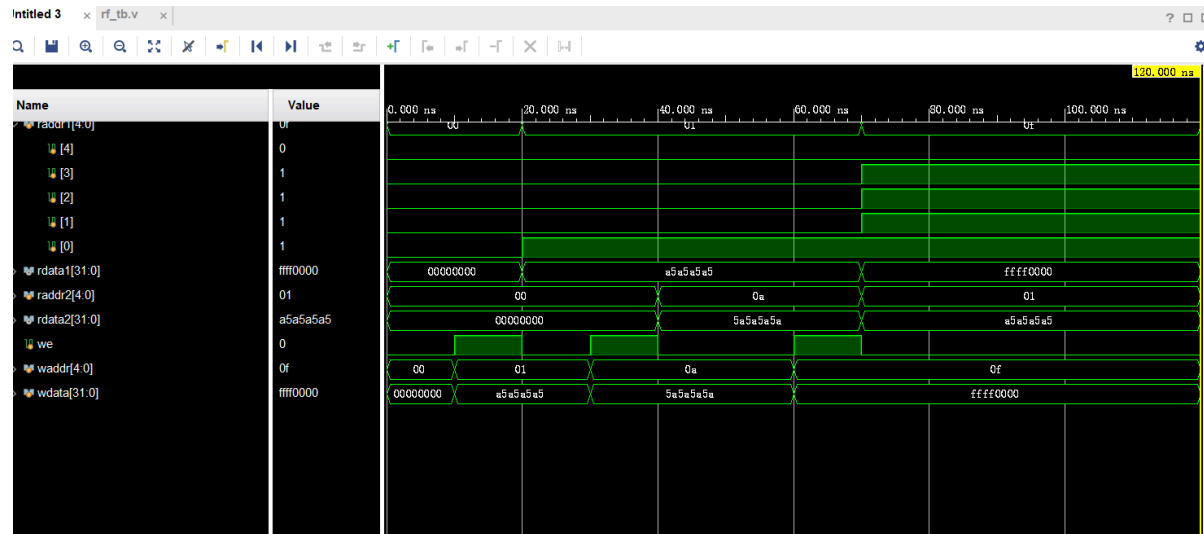 Untitled 3 × rf_tb.v ×
? □
120.000 ns
Name Value 0.000 ns 20.000 ns 40.000 ns 60.000 ns 80.000 ns 100.000 ns
raddr1[4:0] 0f 00 01 0f
[4] 0
[3] 1
[2] 1
[1] 1
[0] 1
rdata1[31:0] ffff0000 00000000 a5a5a5a5 ffff0000
raddr2[4:0] 01 00 0a 01
rdata2[31:0] a5a5a5a5 00000000 5a5a5a5a a5a5a5a5
we 0
waddr[4:0] 0f 00 01 0a 0f
wdata[31:0] ffff0000 00000000 a5a5a5a5 5a5a5a5a ffff0000